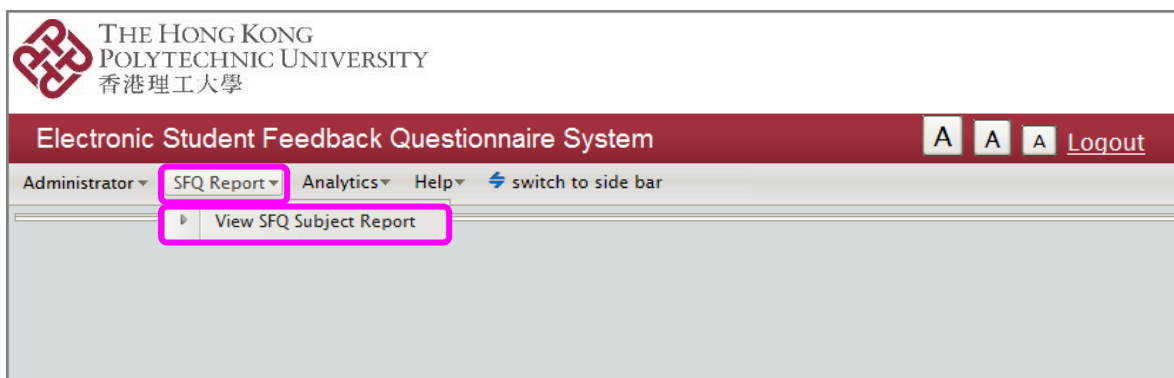 THE HONG KONG
POLYTECHNIC UNIVERSITY
香港理工大學
Electronic Student Feedback Questionnaire System A A A Logout
Administrator SFQ Report Analytics Help switch to side bar
View SFQ Subject Report